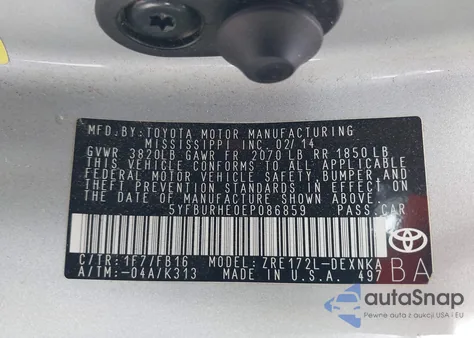 MFD. BY: TOYOTA MOTOR MANUFACTURING
MISSISSIPPI INC. 02/14
GVWR 3820LB GAWR FR 2070 LB RR 1850 LB
THIS VEHICLE CONFORMS TO ALL APPLICABLE
FEDERAL MOTOR VEHICLE SAFETY, BUMPER, AND
THEFT PREVENTION STANDARDS IN EFFECT ON
THE DATE OF MANUFACTURE SHOWN ABOVE.
5YFBURHE0EP086859 PASS.CAR
C/TR: 1F7/FB16 MODEL: ZRE172L-DEXNKA
A/TM: -04A/K313 MADE IN U.S.A. 497
TOYOTA
BA
autoSnap
Pewne auta z USA i EU